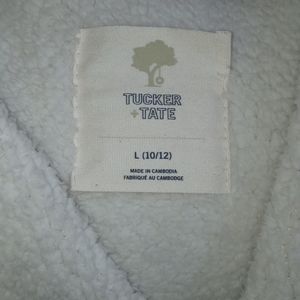 TUCKER
+TATE
L (10/12)
MADE IN CAMBODIA
FABRIQUÉ AU CAMBODGE